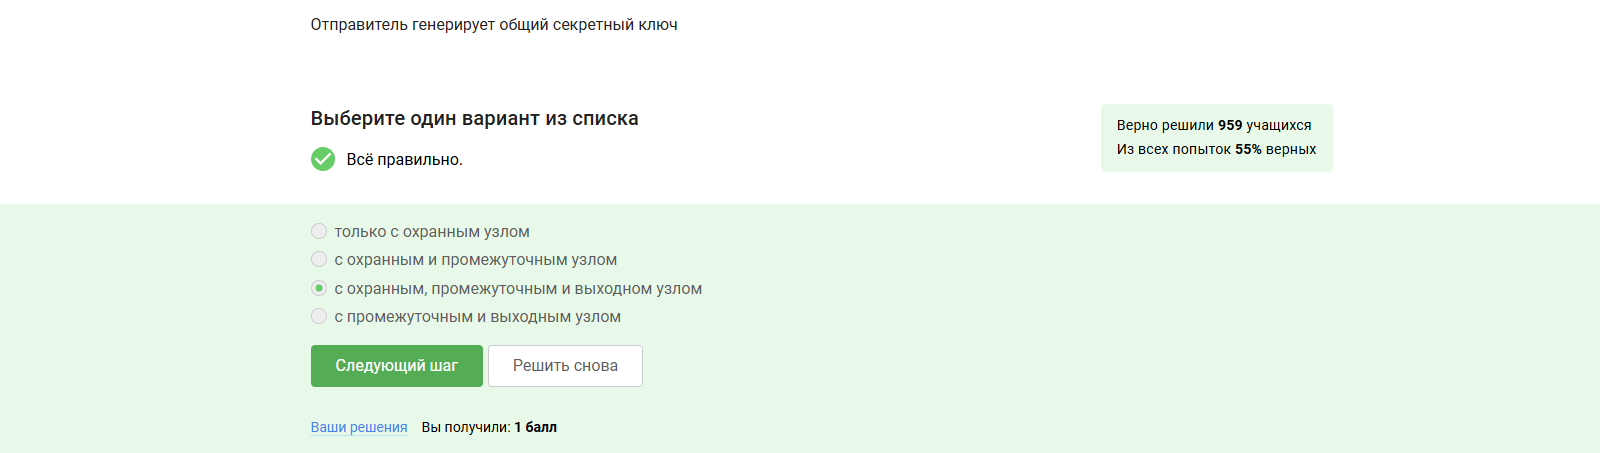 Отправитель генерирует общий секретный ключ
Выберите один вариант из списка
Всё правильно.
Верно решили 959 учащихся
Из всех попыток 55% верных
только с охранным узлом
с охранным и промежуточным узлом
с охранным, промежуточным и выходном узлом
с промежуточным и выходным узлом
Следующий шаг Решить снова
Ваши решения Вы получили: 1 балл